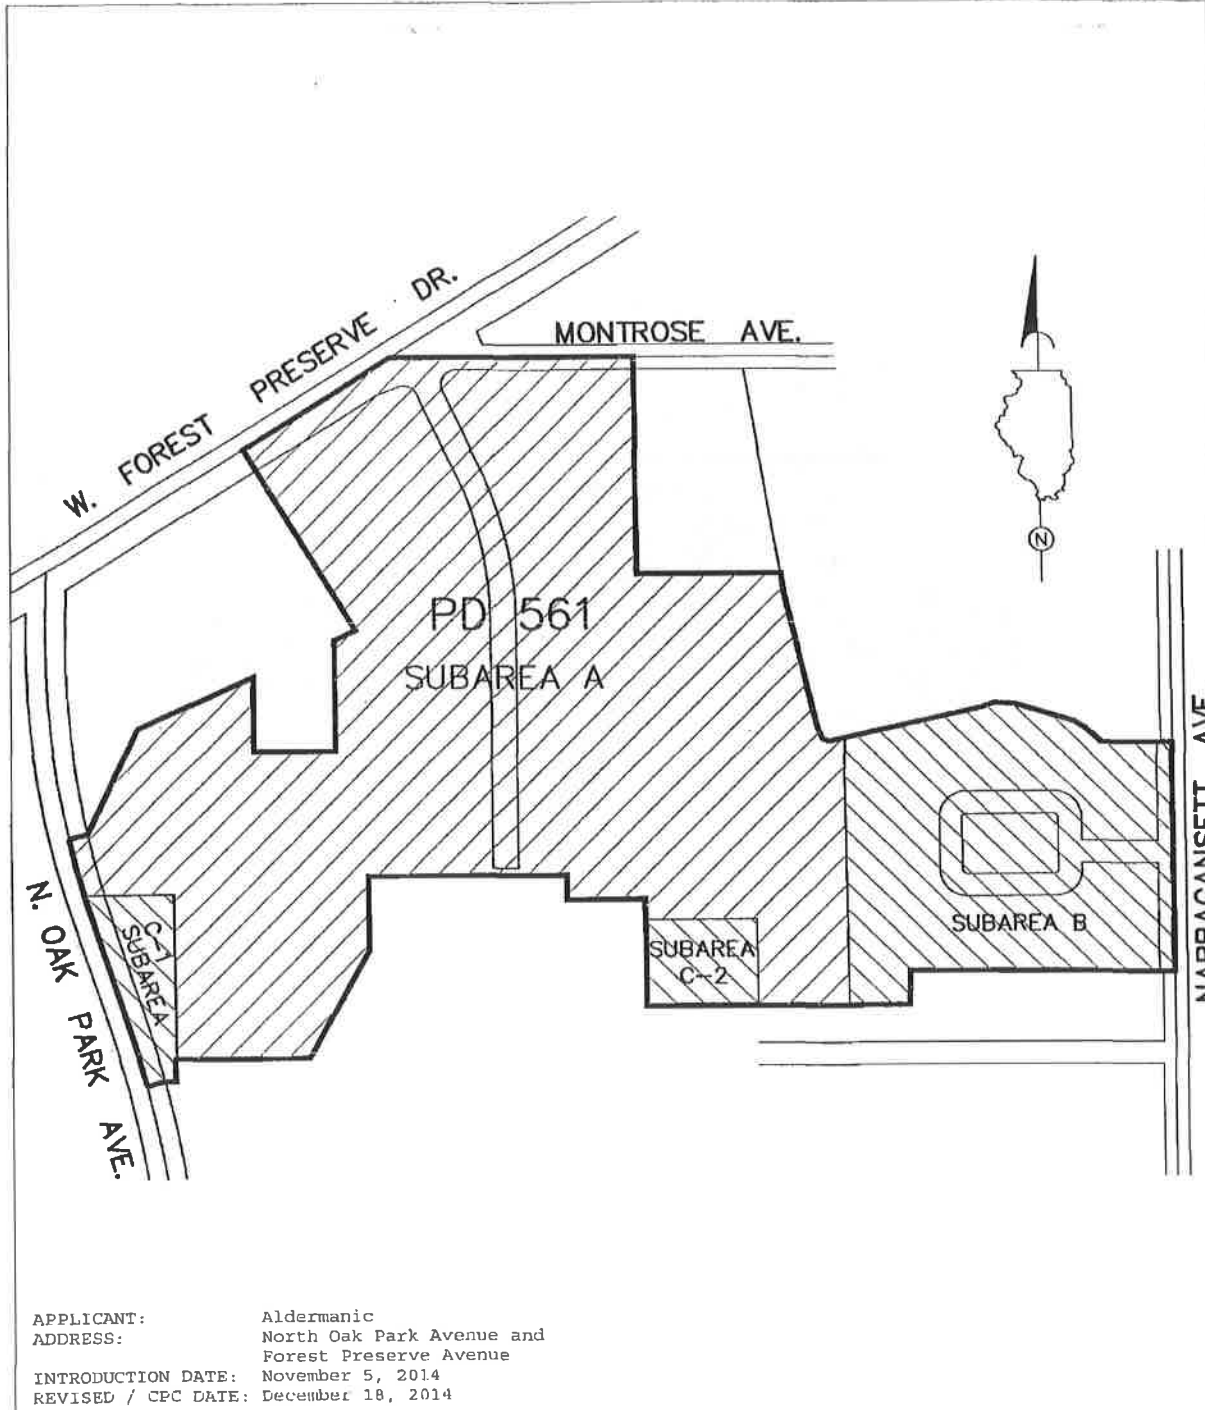 W. FOREST PRESERVE DR.
MONTROSE AVE.
N
PD 561
SUBAREA A
NARRAGANSETT AVE
SUBAREA B
SUBAREA
C-2
C-1
SUBAREA
N. OAK PARK AVE.
APPLICANT: Aldermanic
ADDRESS: North Oak Park Avenue and
Forest Preserve Avenue
INTRODUCTION DATE: November 5, 2014
REVISED / CPC DATE: December 18, 2014